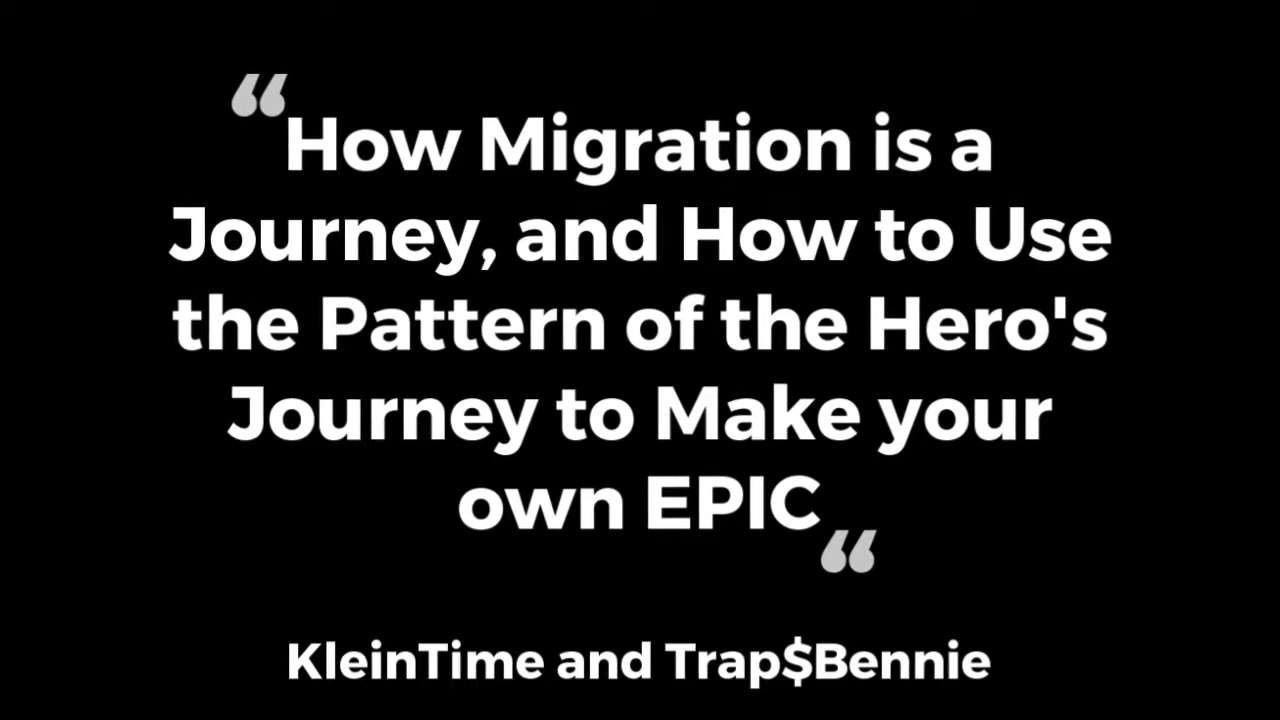 “How Migration is a
Journey, and How to Use
the Pattern of the Hero's
Journey to Make your
own EPIC“
KleinTime and Trap$Bennie